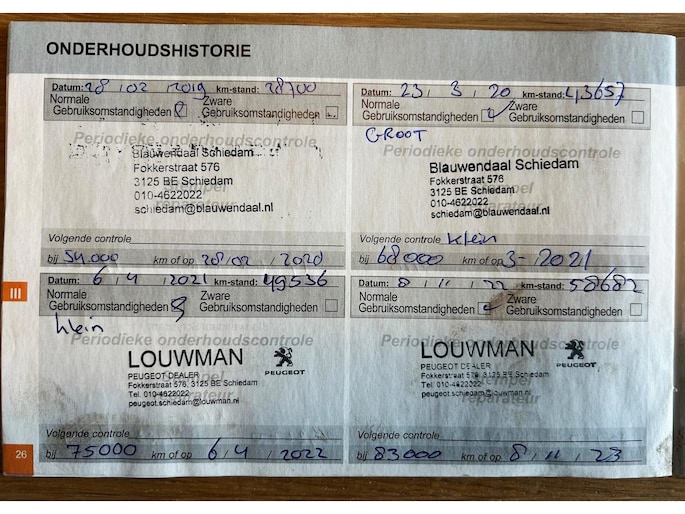 ONDERHOUDSHISTORIE
Datum: 28 / 02 / 2019 km-stand: 28700
Normale Gebruiksomstandigheden
Zware Gebruiksomstandigheden
Periodieke onderhoudscontrole
Blauwendaal Schiedam
Fokkerstraat 576
3125 BE Schiedam
010-4622022
schiedam@blauwendaal.nl
Volgende controle
bij 54.000 km of op 28/02 / 2020
Datum: 23 / 3 / 20 km-stand: 43657
Normale Gebruiksomstandigheden
Zware Gebruiksomstandigheden
GROOT
Periodieke onderhoudscontrole
Blauwendaal Schiedam
Fokkerstraat 576
3125 BE Schiedam
010-4622022
schiedam@blauwendaal.nl
Volgende controle klein
bij 68000 km of op 3 - / 2021
III
Datum: 6 / 4 / 2021 km-stand: 49536
Normale Gebruiksomstandigheden
Zware Gebruiksomstandigheden
klein
Periodieke onderhoudscontrole
LOUWMAN
PEUGEOT
PEUGEOT DEALER
Fokkerstraat 576, 3125 BE Schiedam
Tel. 010-4622022
peugeot.schiedam@louwman.nl
Volgende controle
bij 75000 km of op 6 / 4 / 2022
Datum: 8 / 11 / 22 km-stand: 58682
Normale Gebruiksomstandigheden
Zware Gebruiksomstandigheden
Periodieke onderhoudscontrole
LOUWMAN
PEUGEOT
PEUGEOT DEALER
Fokkerstraat 576, 3125 BE Schiedam
Tel. 010-4622022
peugeot.schiedam@louwman.nl
Stempel
reparateur
Volgende controle
bij 83000 km of op 8 / 11 / 23
26